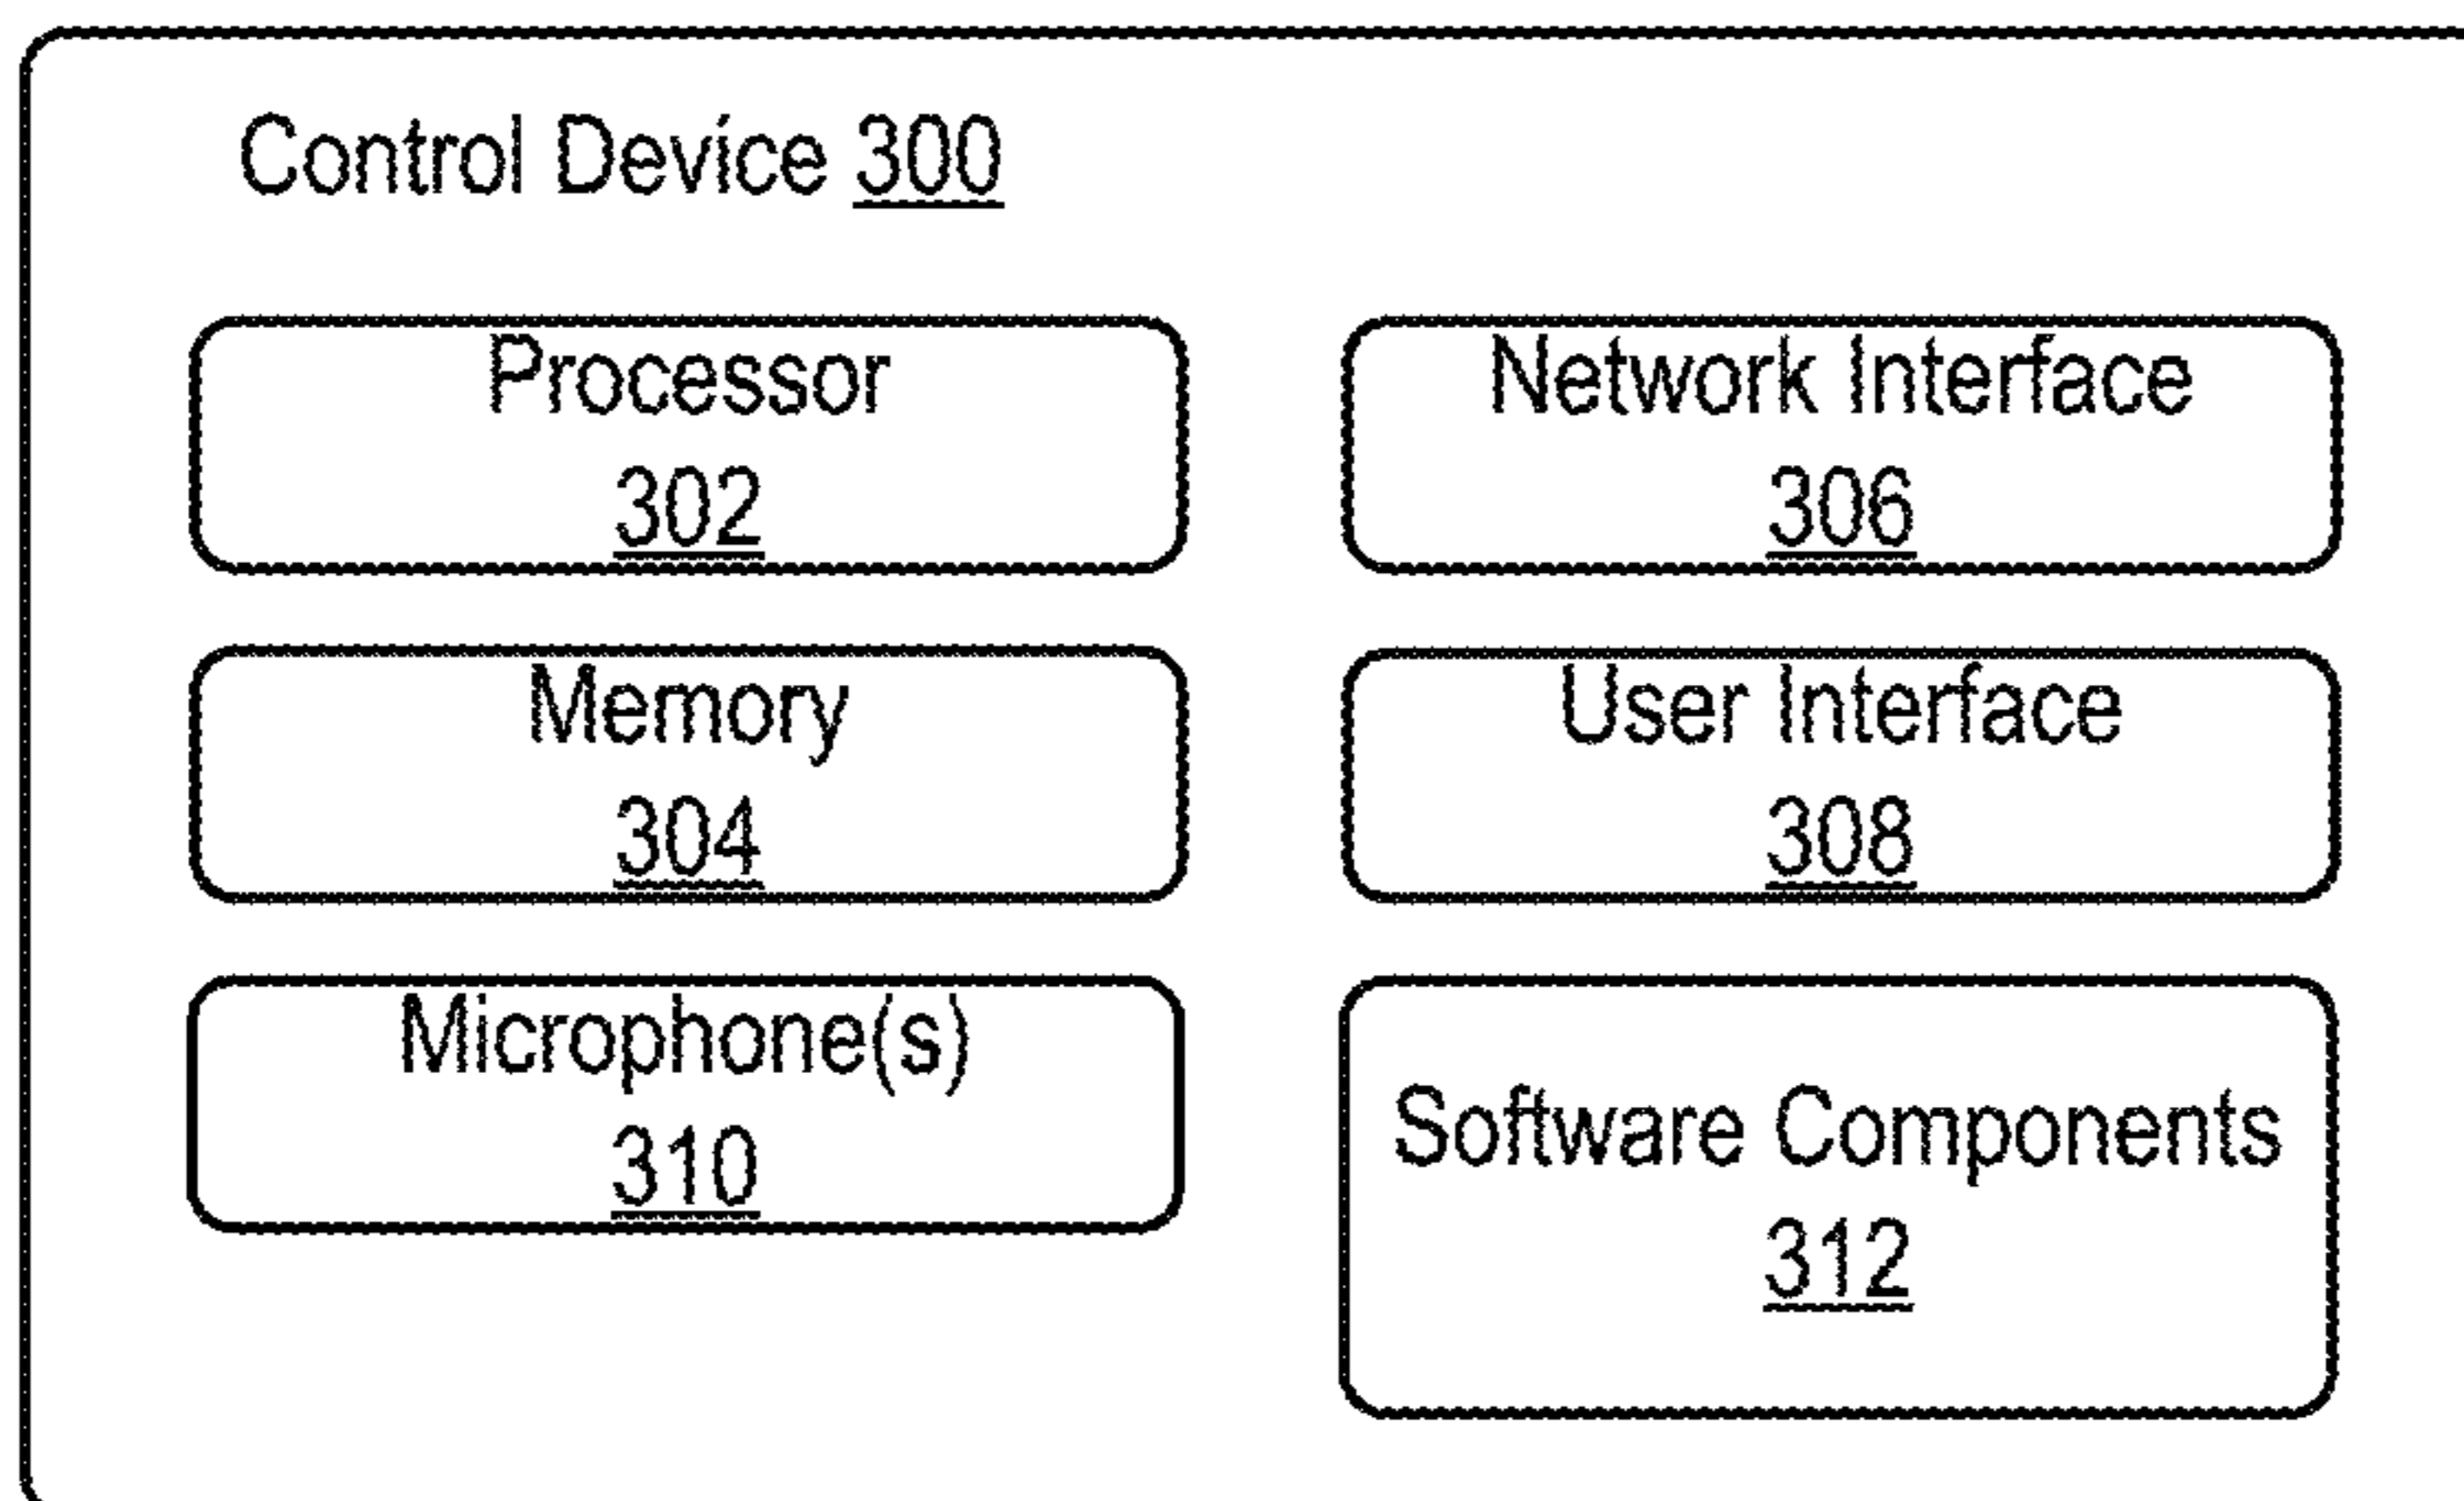 Control Device 300
Processor
302
Network Interface
306
Memory
304
User Interface
308
Microphone(s)
310
Software Components
312